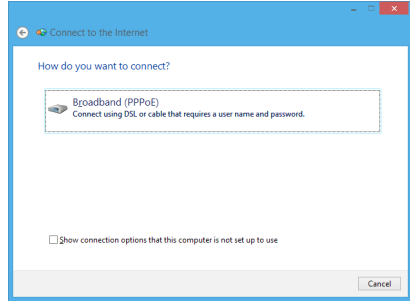 Connect to the Internet
How do you want to connect?
Broadband (PPPoE)
Connect using DSL or cable that requires a user name and password.
Show connection options that this computer is not set up to use
Cancel